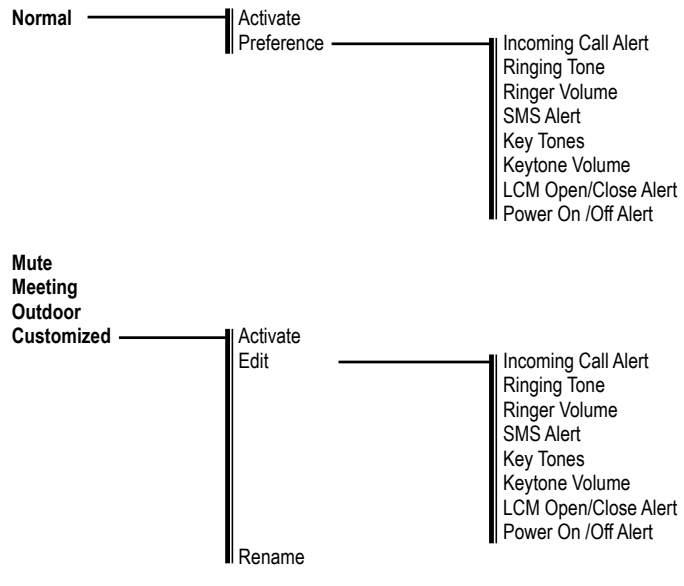 Normal
Activate
Preference
Incoming Call Alert
Ringing Tone
Ringer Volume
SMS Alert
Key Tones
Keytone Volume
LCM Open/Close Alert
Power On /Off Alert
Mute
Meeting
Outdoor
Customized
Activate
Edit
Incoming Call Alert
Ringing Tone
Ringer Volume
SMS Alert
Key Tones
Keytone Volume
LCM Open/Close Alert
Power On /Off Alert
Rename